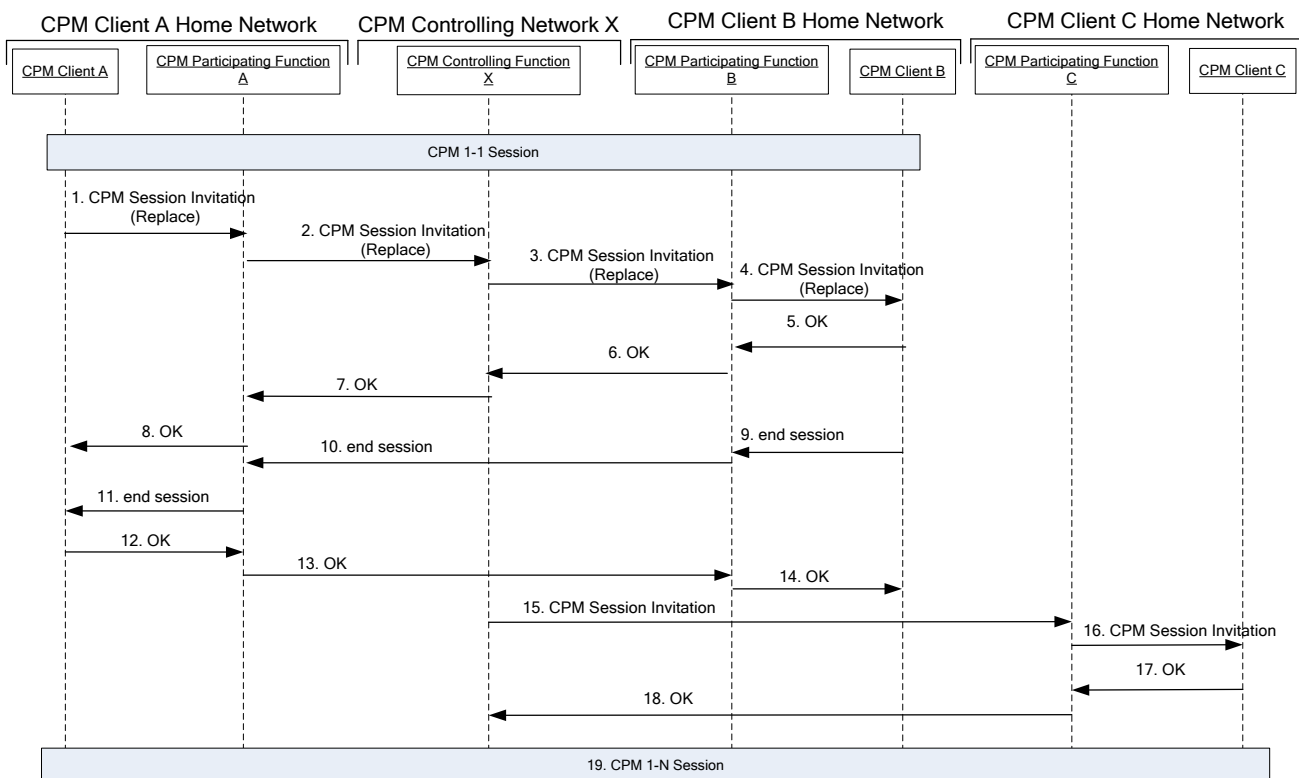 CPM Client A Home Network
CPM Controlling Network X
CPM Client B Home Network
CPM Client C Home Network
CPM Client A
CPM Participating Function
A
CPM Controlling Function
X
CPM Participating Function
B
CPM Client B
CPM Participating Function
C
CPM Client C
CPM 1-1 Session
1. CPM Session Invitation
(Replace)
2. CPM Session Invitation
(Replace)
3. CPM Session Invitation
(Replace)
4. CPM Session Invitation
(Replace)
5. OK
6. OK
7. OK
8. OK
9. end session
10. end session
11. end session
12. OK
13. OK
14. OK
15. CPM Session Invitation
16. CPM Session Invitation
17. OK
18. OK
19. CPM 1-N Session